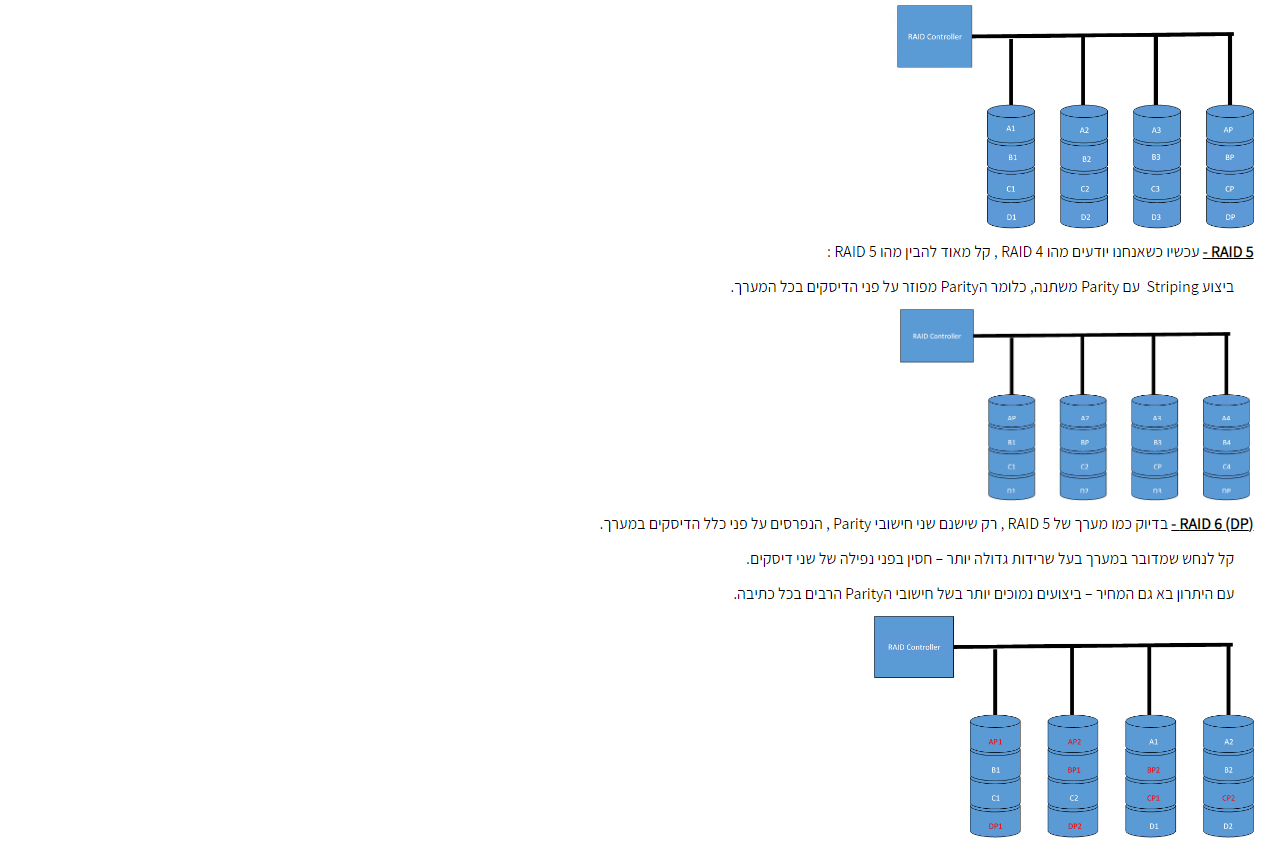 RAID Controller
A1 A2 A3 AP
B1 B2 B3 BP
C1 C2 C3 CP
D1 D2 D3 DP
RAID 5 - עכשיו כשאנחנו יודעים מהו RAID 4 , קל מאוד להבין מהו RAID 5 :
ביצוע Striping עם Parity משתנה, כלומר הParity מפוזר על פני הדיסקים בכל המערך.
RAID Controller
AP A2 A3 A4
B1 BP B3 B4
C1 C2 CP C4
D1 D2 D3 DP
RAID 6 (DP) - בדיוק כמו מערך של RAID 5 , רק שישנם שני חישובי Parity , הנפרסים על פני כלל הדיסקים במערך.
קל לנחש שמדובר במערך בעל שרידות גדולה יותר – חסין בפני נפילה של שני דיסקים.
עם היתרון בא גם המחיר – ביצועים נמוכים יותר בשל חישובי הParity הרבים בכל כתיבה.
RAID Controller
AP1 AP2 A1 A2
B1 BP1 BP2 B2
C1 C2 CP1 CP2
DP1 DP2 D1 D2